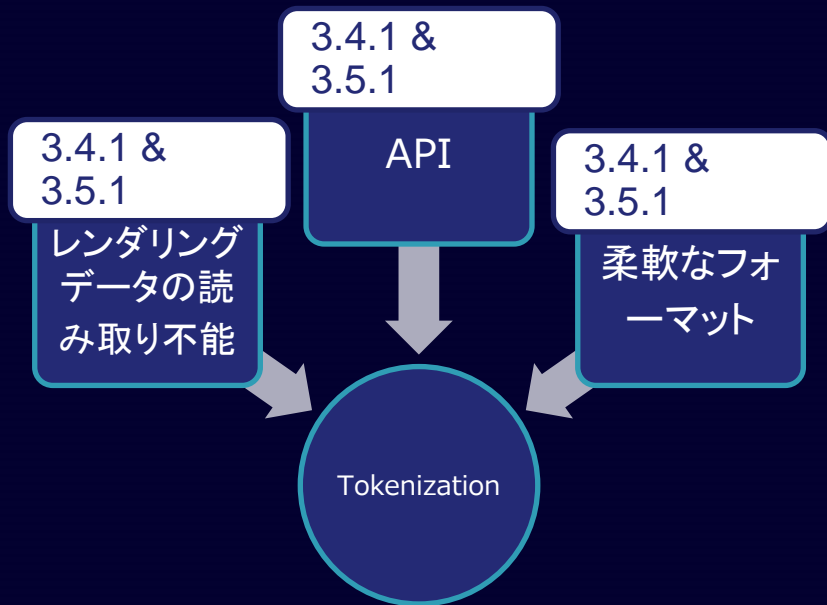 3.4.1 &
3.5.1
レンダリング
データの読
み取り不能
3.4.1 &
3.5.1
API
3.4.1 &
3.5.1
柔軟なフォ
ーマット
Tokenization